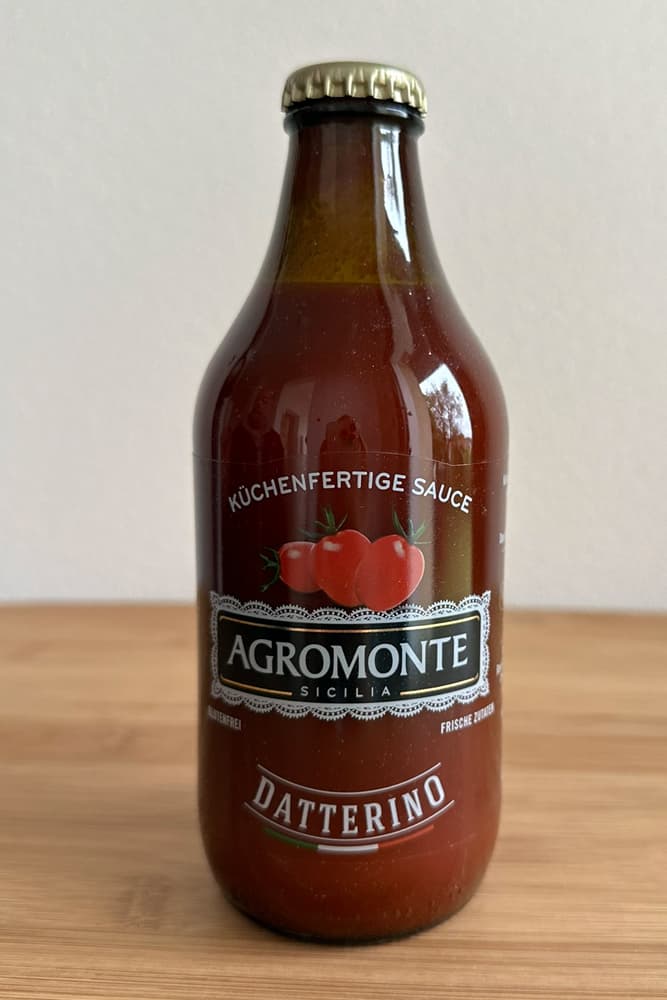 KÜCHENFERTIGE SAUCE
AGROMONTE
SICILIA
GLUTENFREI
FRISCHE ZUTATEN
DATTERINO